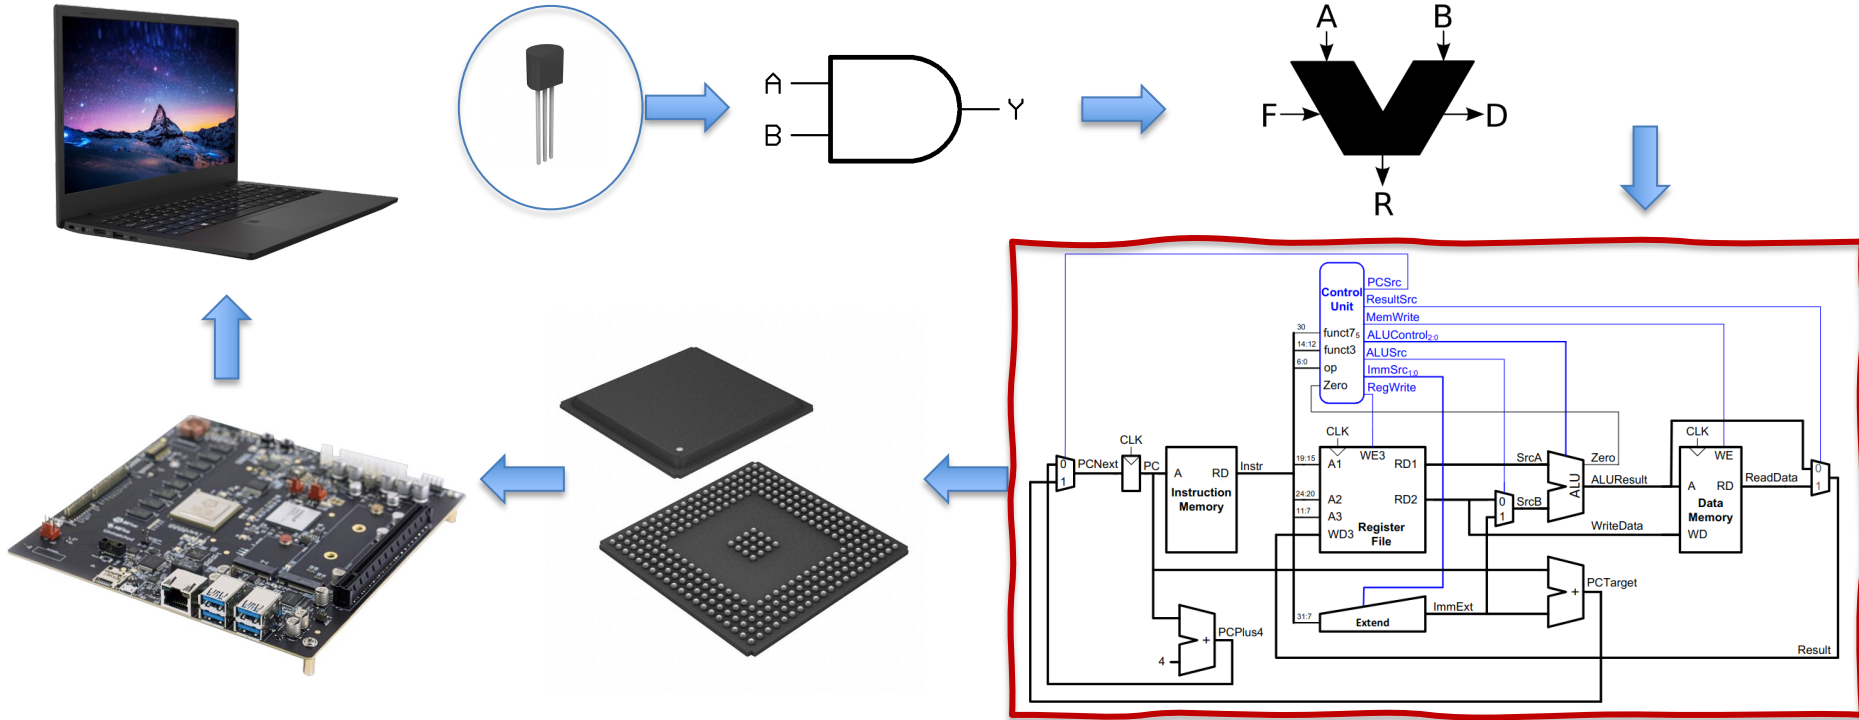 A
B
A
B
Y
F
D
R
Control
Unit
PCSrc
ResultSrc
MemWrite
ALUControl2:0
ALUSrc
ImmSrc1:0
RegWrite
30
funct75
14:12
funct3
6:0
op
Zero
0
1
PCNext
CLK
PC
A
RD
Instruction
Memory
Instr
19:15
24:20
11:7
31:7
CLK
WE3
A1
RD1
A2
RD2
A3
WD3
Register
File
SrcA
0
1
SrcB
ALU
Zero
ALUResult
WriteData
CLK
WE
A
RD
Data
Memory
WD
ReadData
0
1
+
PCTarget
Extend
ImmExt
+
PCPlus4
4
Result